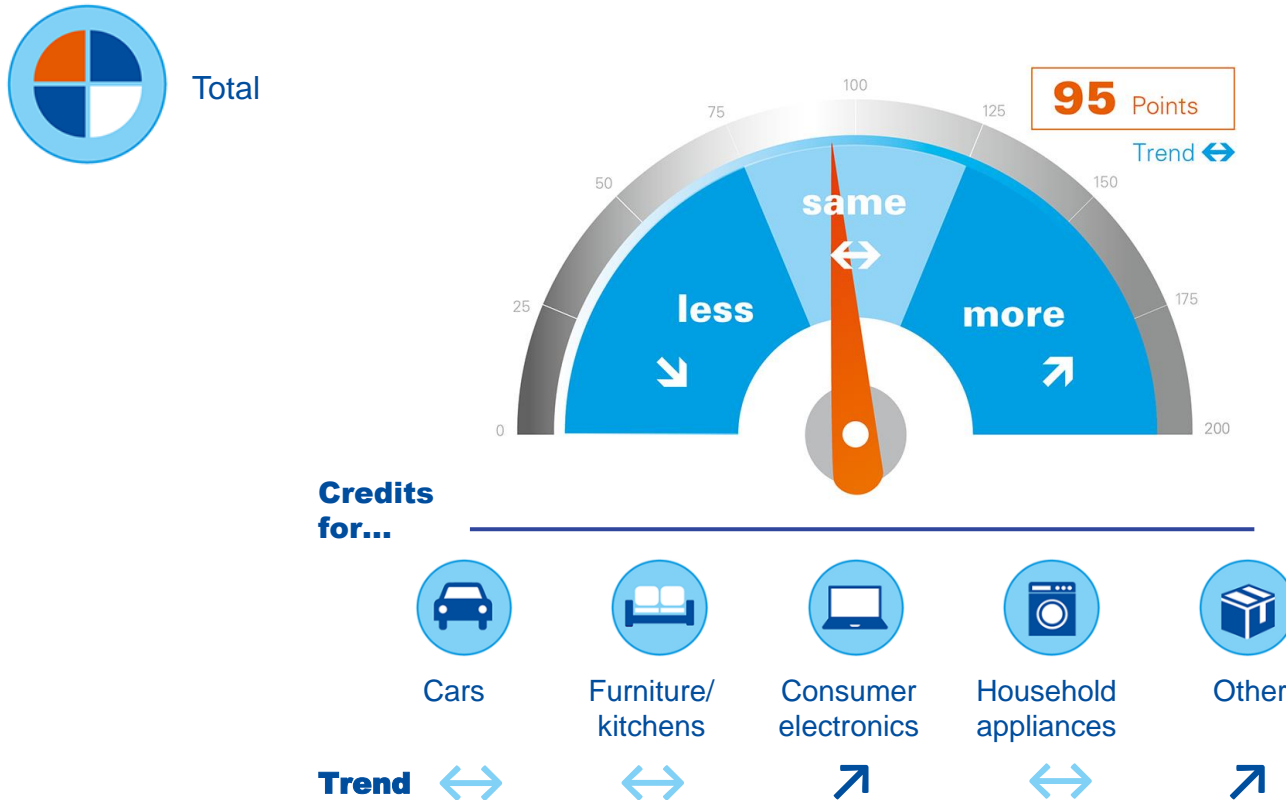 Total
95 Points
Trend
0
25
50
75
100
125
150
175
200
less
same
more
Credits
for...
Cars
Furniture/
kitchens
Consumer
electronics
Household
appliances
Other
Trend